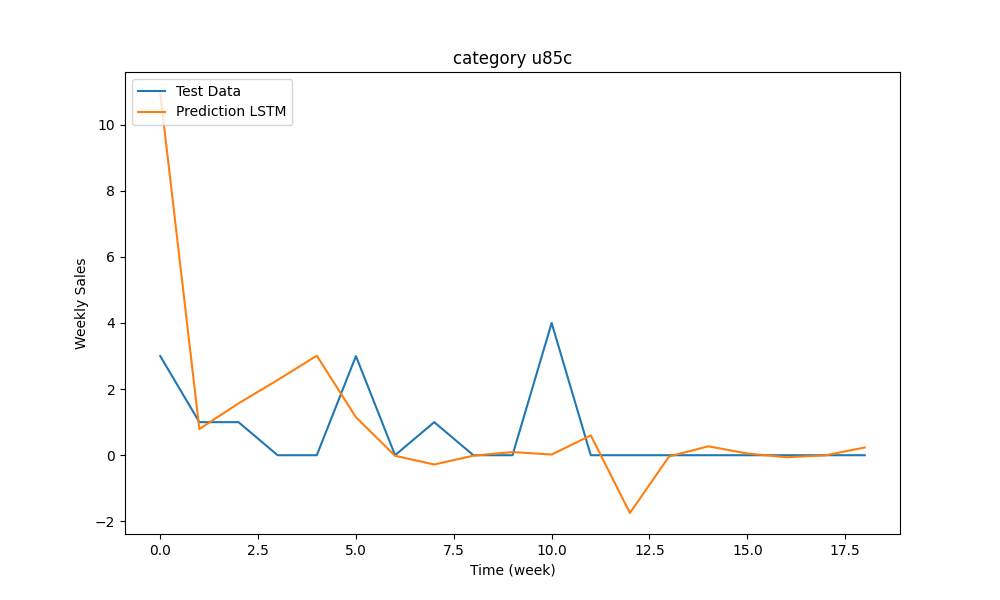 category u85c
Test Data
Prediction LSTM
10
8
6
4
2
0
−2
Weekly Sales
0.0 2.5 5.0 7.5 10.0 12.5 15.0 17.5
Time (week)